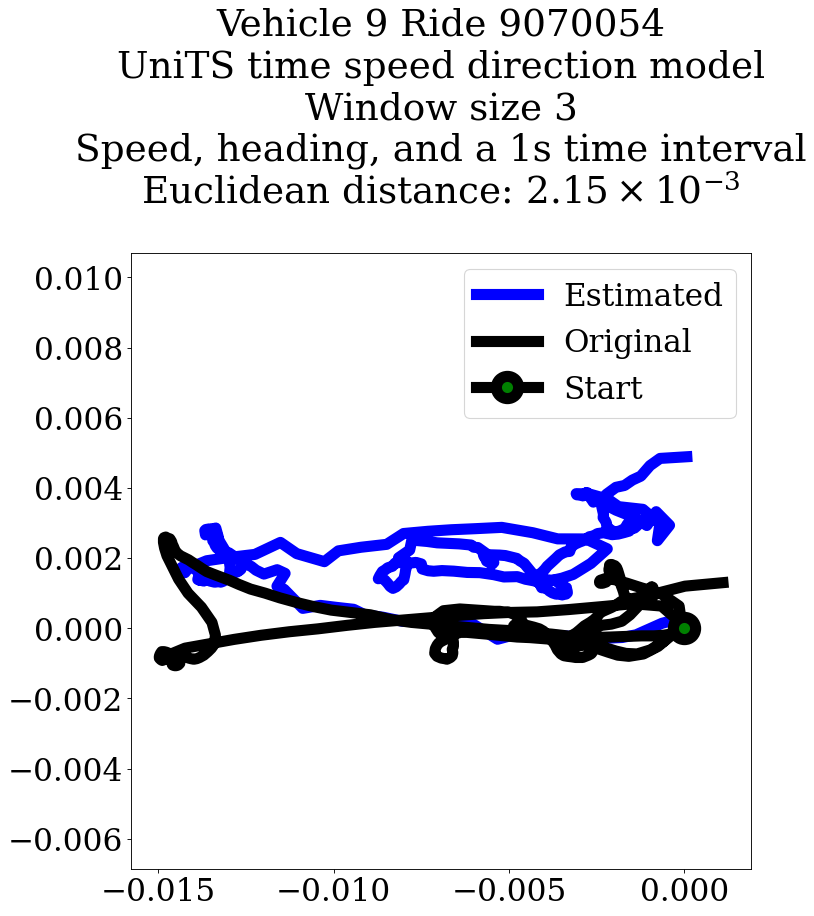 Vehicle 9 Ride 9070054
UniTS time speed direction model
Window size 3
Speed, heading, and a 1s time interval
Euclidean distance: 2.15 × 10⁻³
Estimated
Original
Start
0.010
0.008
0.006
0.004
0.002
0.000
−0.002
−0.004
−0.006
−0.015 −0.010 −0.005 0.000